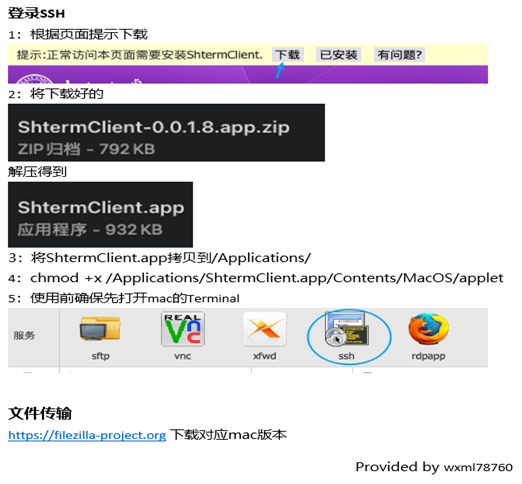 登录SSH
1：根据页面提示下载
提示:正常访问本页面需要安装ShtermClient. 下载 已安装 有问题?
2：将下载好的
ShtermClient-0.0.1.8.app.zip
ZIP归档 – 792 KB
解压得到
ShtermClient.app
应用程序 – 932 KB
3：将ShtermClient.app拷贝到/Applications/
4：chmod +x /Applications/ShtermClient.app/Contents/MacOS/applet
5：使用前确保先打开mac的Terminal
REAL
Vnc
服务 sftp vnc xfwd ssh rdpapp
文件传输
https://filezilla-project.org 下载对应mac版本
Provided by wxml78760